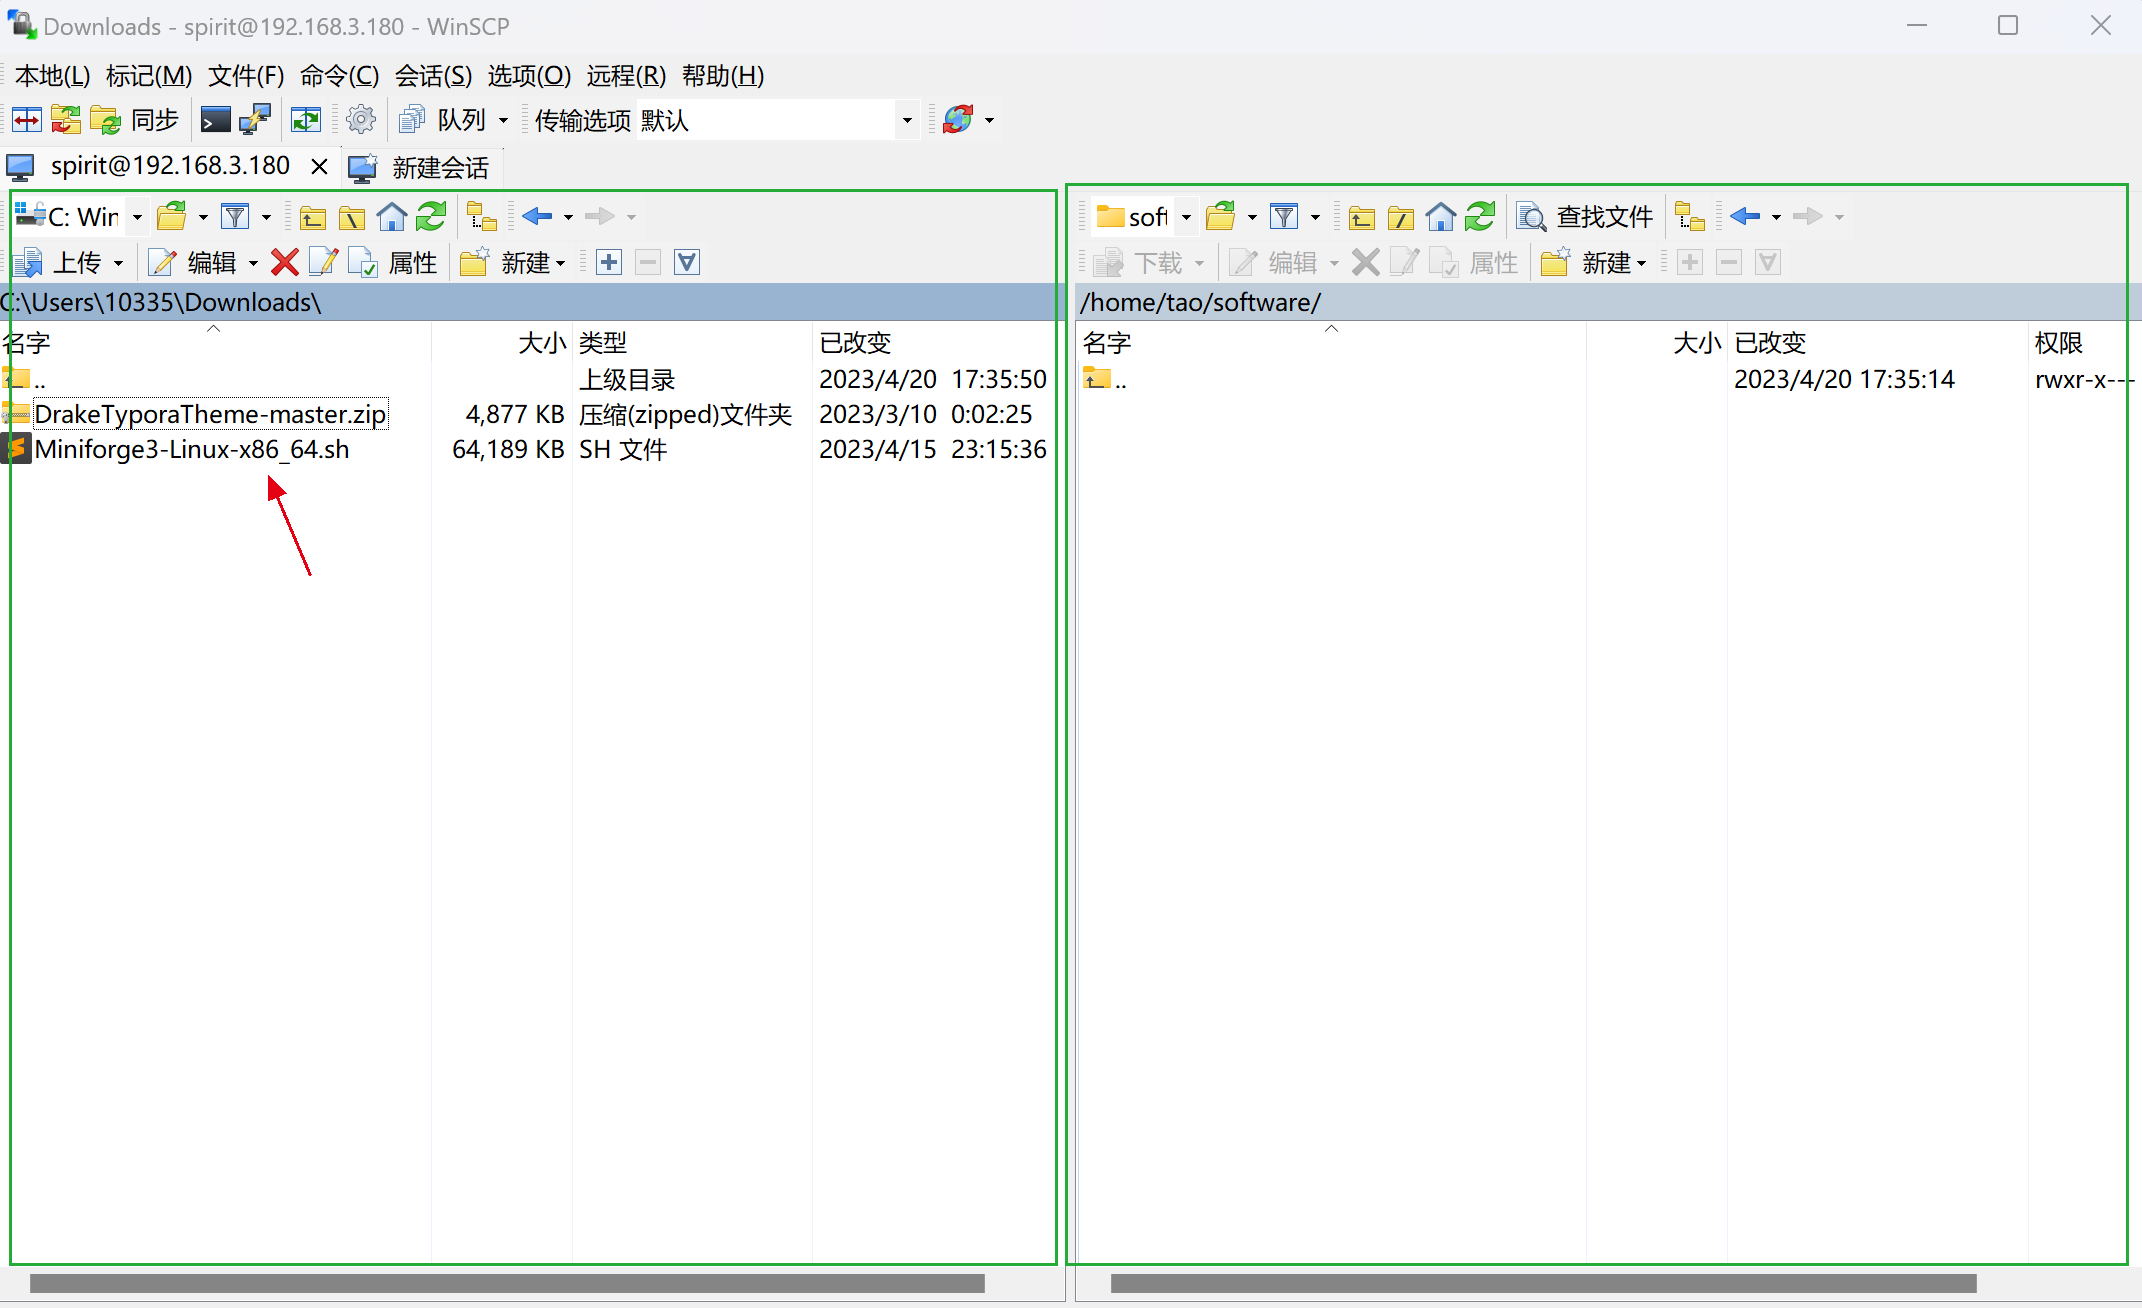 Downloads - spirit@192.168.3.180 - WinSCP
本地(L) 标记(M) 文件(F) 命令(C) 会话(S) 选项(O) 远程(R) 帮助(H)
同步 队列 传输选项 默认
spirit@192.168.3.180 新建会话
C: Win
上传 编辑 属性 新建
C:\Users\10335\Downloads\
名字 大小 类型 已改变
.. 上级目录 2023/4/20 17:35:50
DrakeTyporaTheme-master.zip 4,877 KB 压缩(zipped)文件夹 2023/3/10 0:02:25
Miniforge3-Linux-x86_64.sh 64,189 KB SH 文件 2023/4/15 23:15:36
soft 查找文件
下载 编辑 属性 新建
/home/tao/software/
名字 大小 已改变 权限
.. 2023/4/20 17:35:14 rwxr-x---